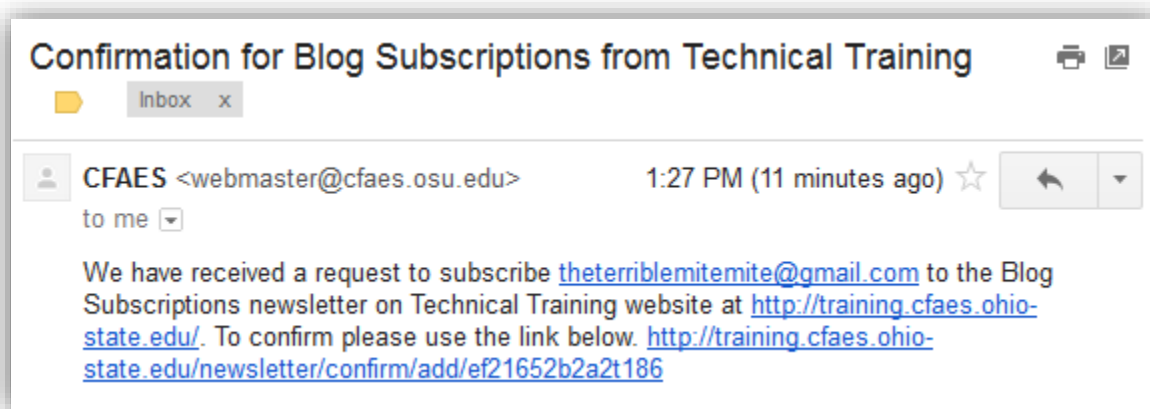 Confirmation for Blog Subscriptions from Technical Training
Inbox x
CFAES <webmaster@cfaes.osu.edu> 1:27 PM (11 minutes ago)
to me
We have received a request to subscribe theterriblemitemite@gmail.com to the Blog
Subscriptions newsletter on Technical Training website at http://training.cfaes.ohio-
state.edu/. To confirm please use the link below. http://training.cfaes.ohio-
state.edu/newsletter/confirm/add/ef21652b2a2t186